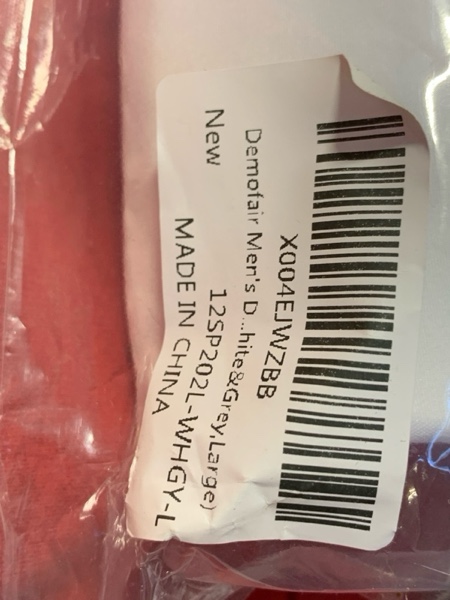 X004EJWZBB
Demofair Men's D...hite&Grey,Large)
New 12SP202L-WHGY-L
MADE IN CHINA